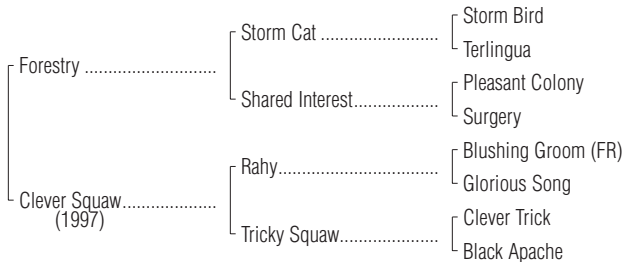 Storm Bird
Storm Cat ........................
Terlingua
Forestry ...........................
Pleasant Colony
Shared Interest.................
Surgery
Blushing Groom (FR)
Rahy.................................
Glorious Song
Clever Squaw...................
(1997)
Clever Trick
Tricky Squaw....................
Black Apache